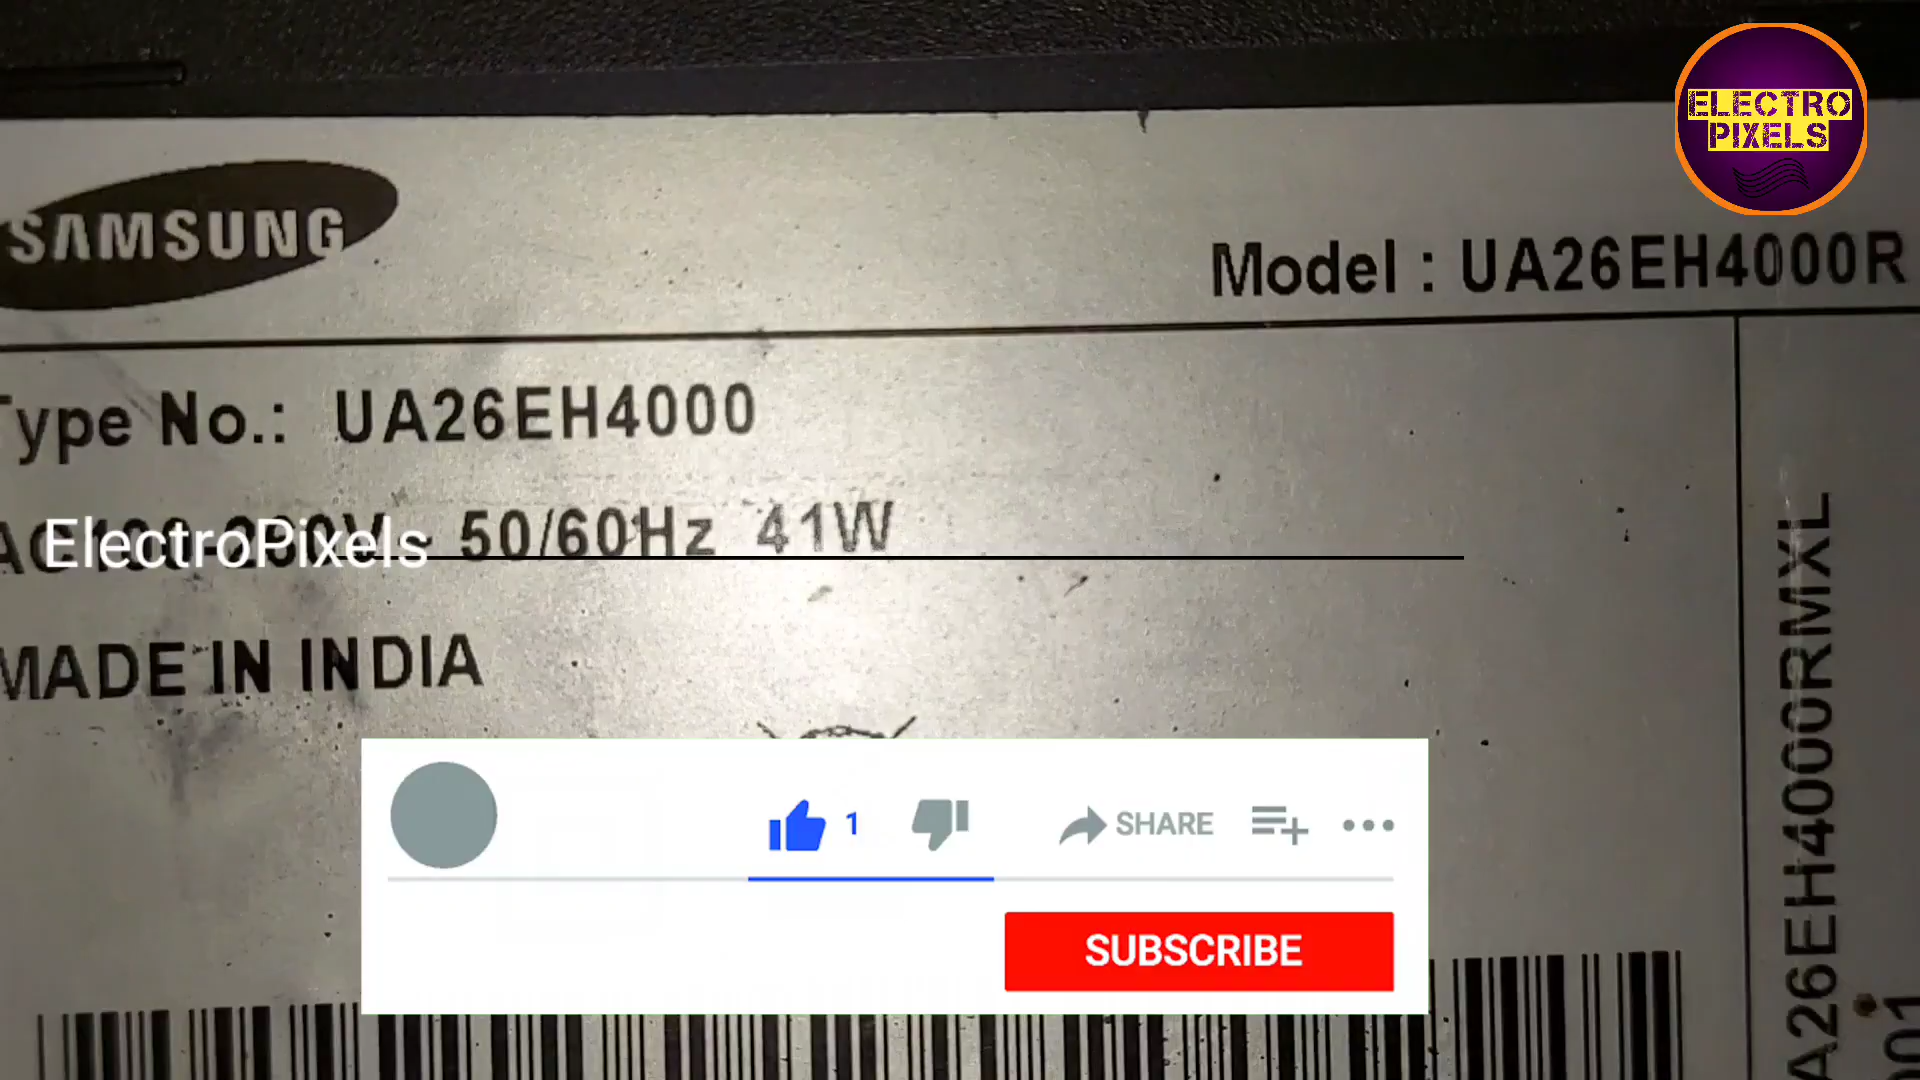 ELECTRO
PIXELS
SAMSUNG
Model : UA26EH4000R
Type No.: UA26EH4000
50/60Hz 41W
ElectroPixels
MADE IN INDIA
1
SHARE
SUBSCRIBE
A26EH4000RMXL
001